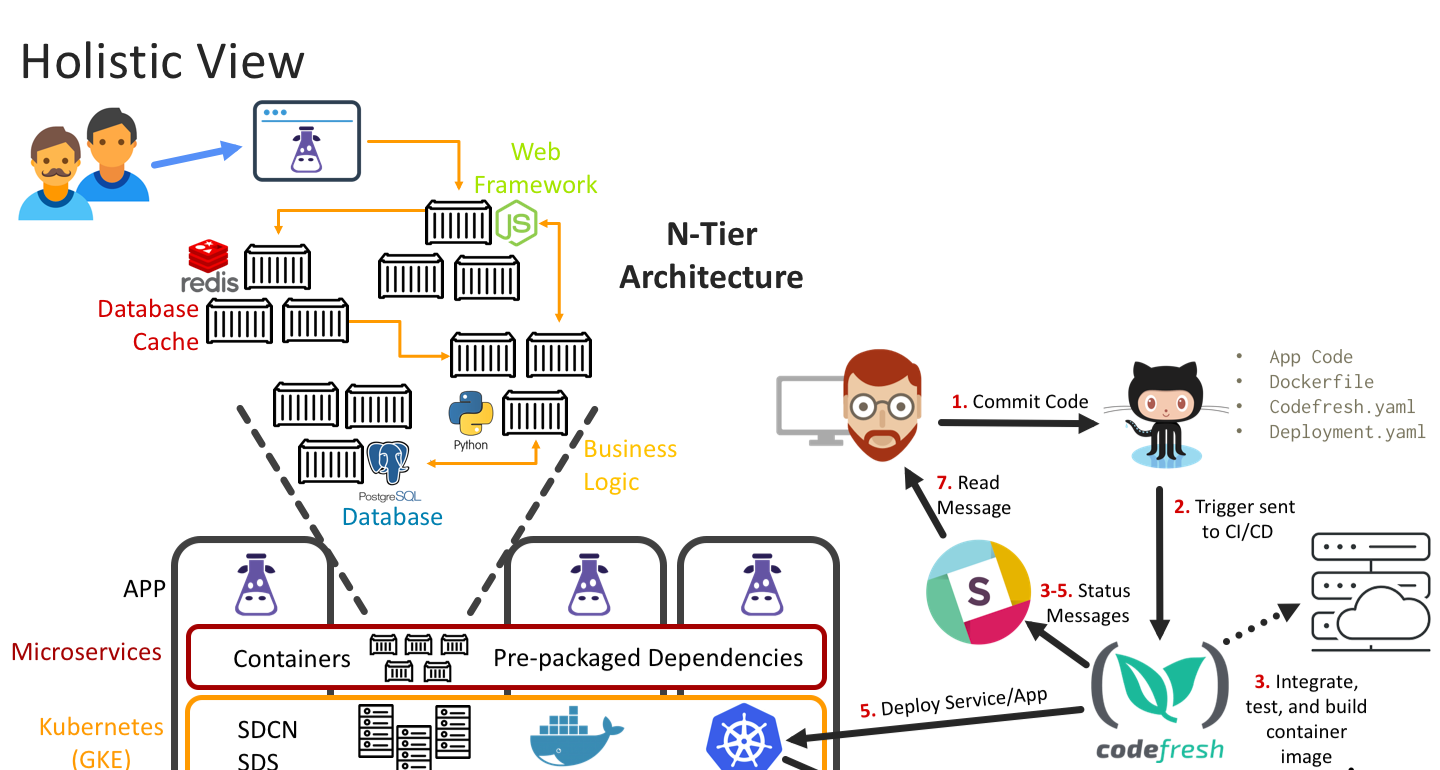 Holistic View
Web
Framework
JS
N-Tier
Architecture
redis
Database
Cache
Python
Business
Logic
PostgreSQL
Database
1. Commit Code
• App Code
• Dockerfile
• Codefresh.yaml
• Deployment.yaml
7. Read
Message
2. Trigger sent
to CI/CD
S
3-5. Status
Messages
APP
Microservices
Containers
Pre-packaged Dependencies
3. Integrate,
test, and build
container
image
5. Deploy Service/App
Kubernetes
(GKE)
SDCN
SDS
codefresh